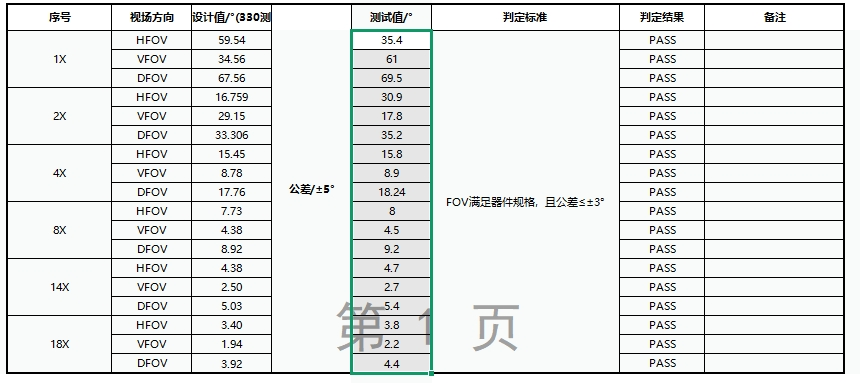 序号 视场方向 设计值/°(330测 测试值/° 判定标准 判定结果 备注
1X HFOV 59.54 35.4 PASS
VFOV 34.56 61 PASS
DFOV 67.56 69.5 PASS
2X HFOV 16.759 30.9 PASS
VFOV 29.15 17.8 PASS
DFOV 33.306 35.2 PASS
4X HFOV 15.45 15.8 PASS
VFOV 8.78 8.9 PASS
DFOV 17.76 18.24 PASS
公差/±5°
FOV满足器件规格，且公差≤±3°
8X HFOV 7.73 8 PASS
VFOV 4.38 4.5 PASS
DFOV 8.92 9.2 PASS
14X HFOV 4.38 4.7 PASS
VFOV 2.50 2.7 PASS
DFOV 5.03 5.4 PASS
18X HFOV 3.40 3.8 PASS
VFOV 1.94 2.2 PASS
DFOV 3.92 4.4 PASS
第 1 页